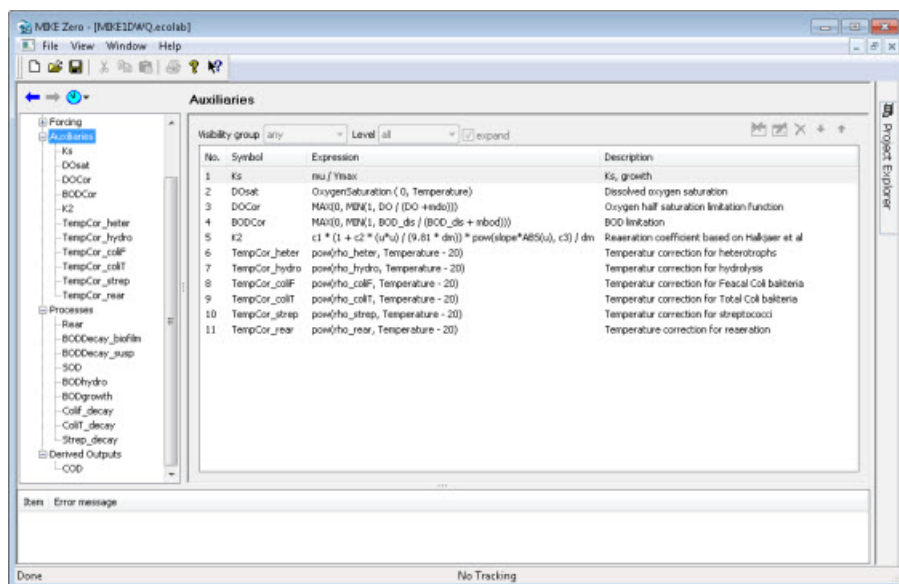 MIKE Zero - [MIKE1DWQ.ecolab]
File View Window Help
Auxiliaries
Forcing
Auxiliaries
Ks
DOsat
DOCor
BODCor
K2
TempCor_heter
TempCor_hydro
TempCor_coliF
TempCor_coliT
TempCor_strep
TempCor_rear
Processes
Rear
BODDecay_biofilm
BODDecay_susp
SOD
BODhydro
BODgrowth
Colif_decay
ColiT_decay
Strep_decay
Derived Outputs
COD
Visibility group any Level all expand
No. Symbol Expression Description
1 Ks mu / Ymax Ks, growth
2 DOsat OxygenSaturation ( 0, Temperature) Dissolved oxygen saturation
3 DOCor MAX(0, MIN(1, DO / (DO +mdo))) Oxygen half saturation limitation function
4 BODCor MAX(0, MIN(1, BOD_dis / (BOD_dis + mbod))) BOD limitation
5 K2 c1 * (1 + c2 * (u*u) / (9.81 * dm)) * pow(slope*ABS(u), c3) / dm Reaeration coefficient based on Halkjaer et al
6 TempCor_heter pow(rho_heter, Temperature - 20) Temperatur correction for heterotrophs
7 TempCor_hydro pow(rho_hydro, Temperature - 20) Temperatur correction for hydrolysis
8 TempCor_coliF pow(rho_coliF, Temperature - 20) Temperatur correction for Feacal Coli bakteria
9 TempCor_coliT pow(rho_coliT, Temperature - 20) Temperatur correction for Total Coli bakteria
10 TempCor_strep pow(rho_strep, Temperature - 20) Temperatur correction for streptococci
11 TempCor_rear pow(rho_rear, Temperature - 20) Temperature correction for reaeration
Project Explorer
Item Error message
Done No Tracking